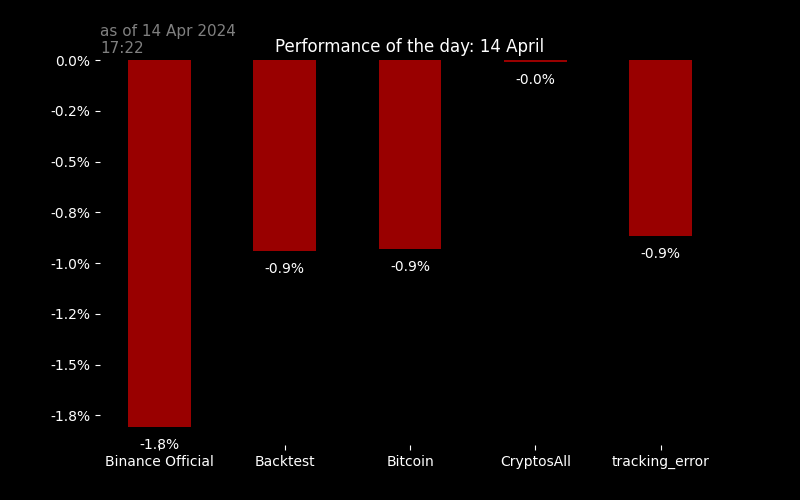 as of 14 Apr 2024
17:22
Performance of the day: 14 April
0.0%
-0.2%
-0.5%
-0.8%
-1.0%
-1.2%
-1.5%
-1.8%
-1.8%
-0.9%
-0.9%
-0.0%
-0.9%
Binance Official
Backtest
Bitcoin
CryptosAll
tracking_error